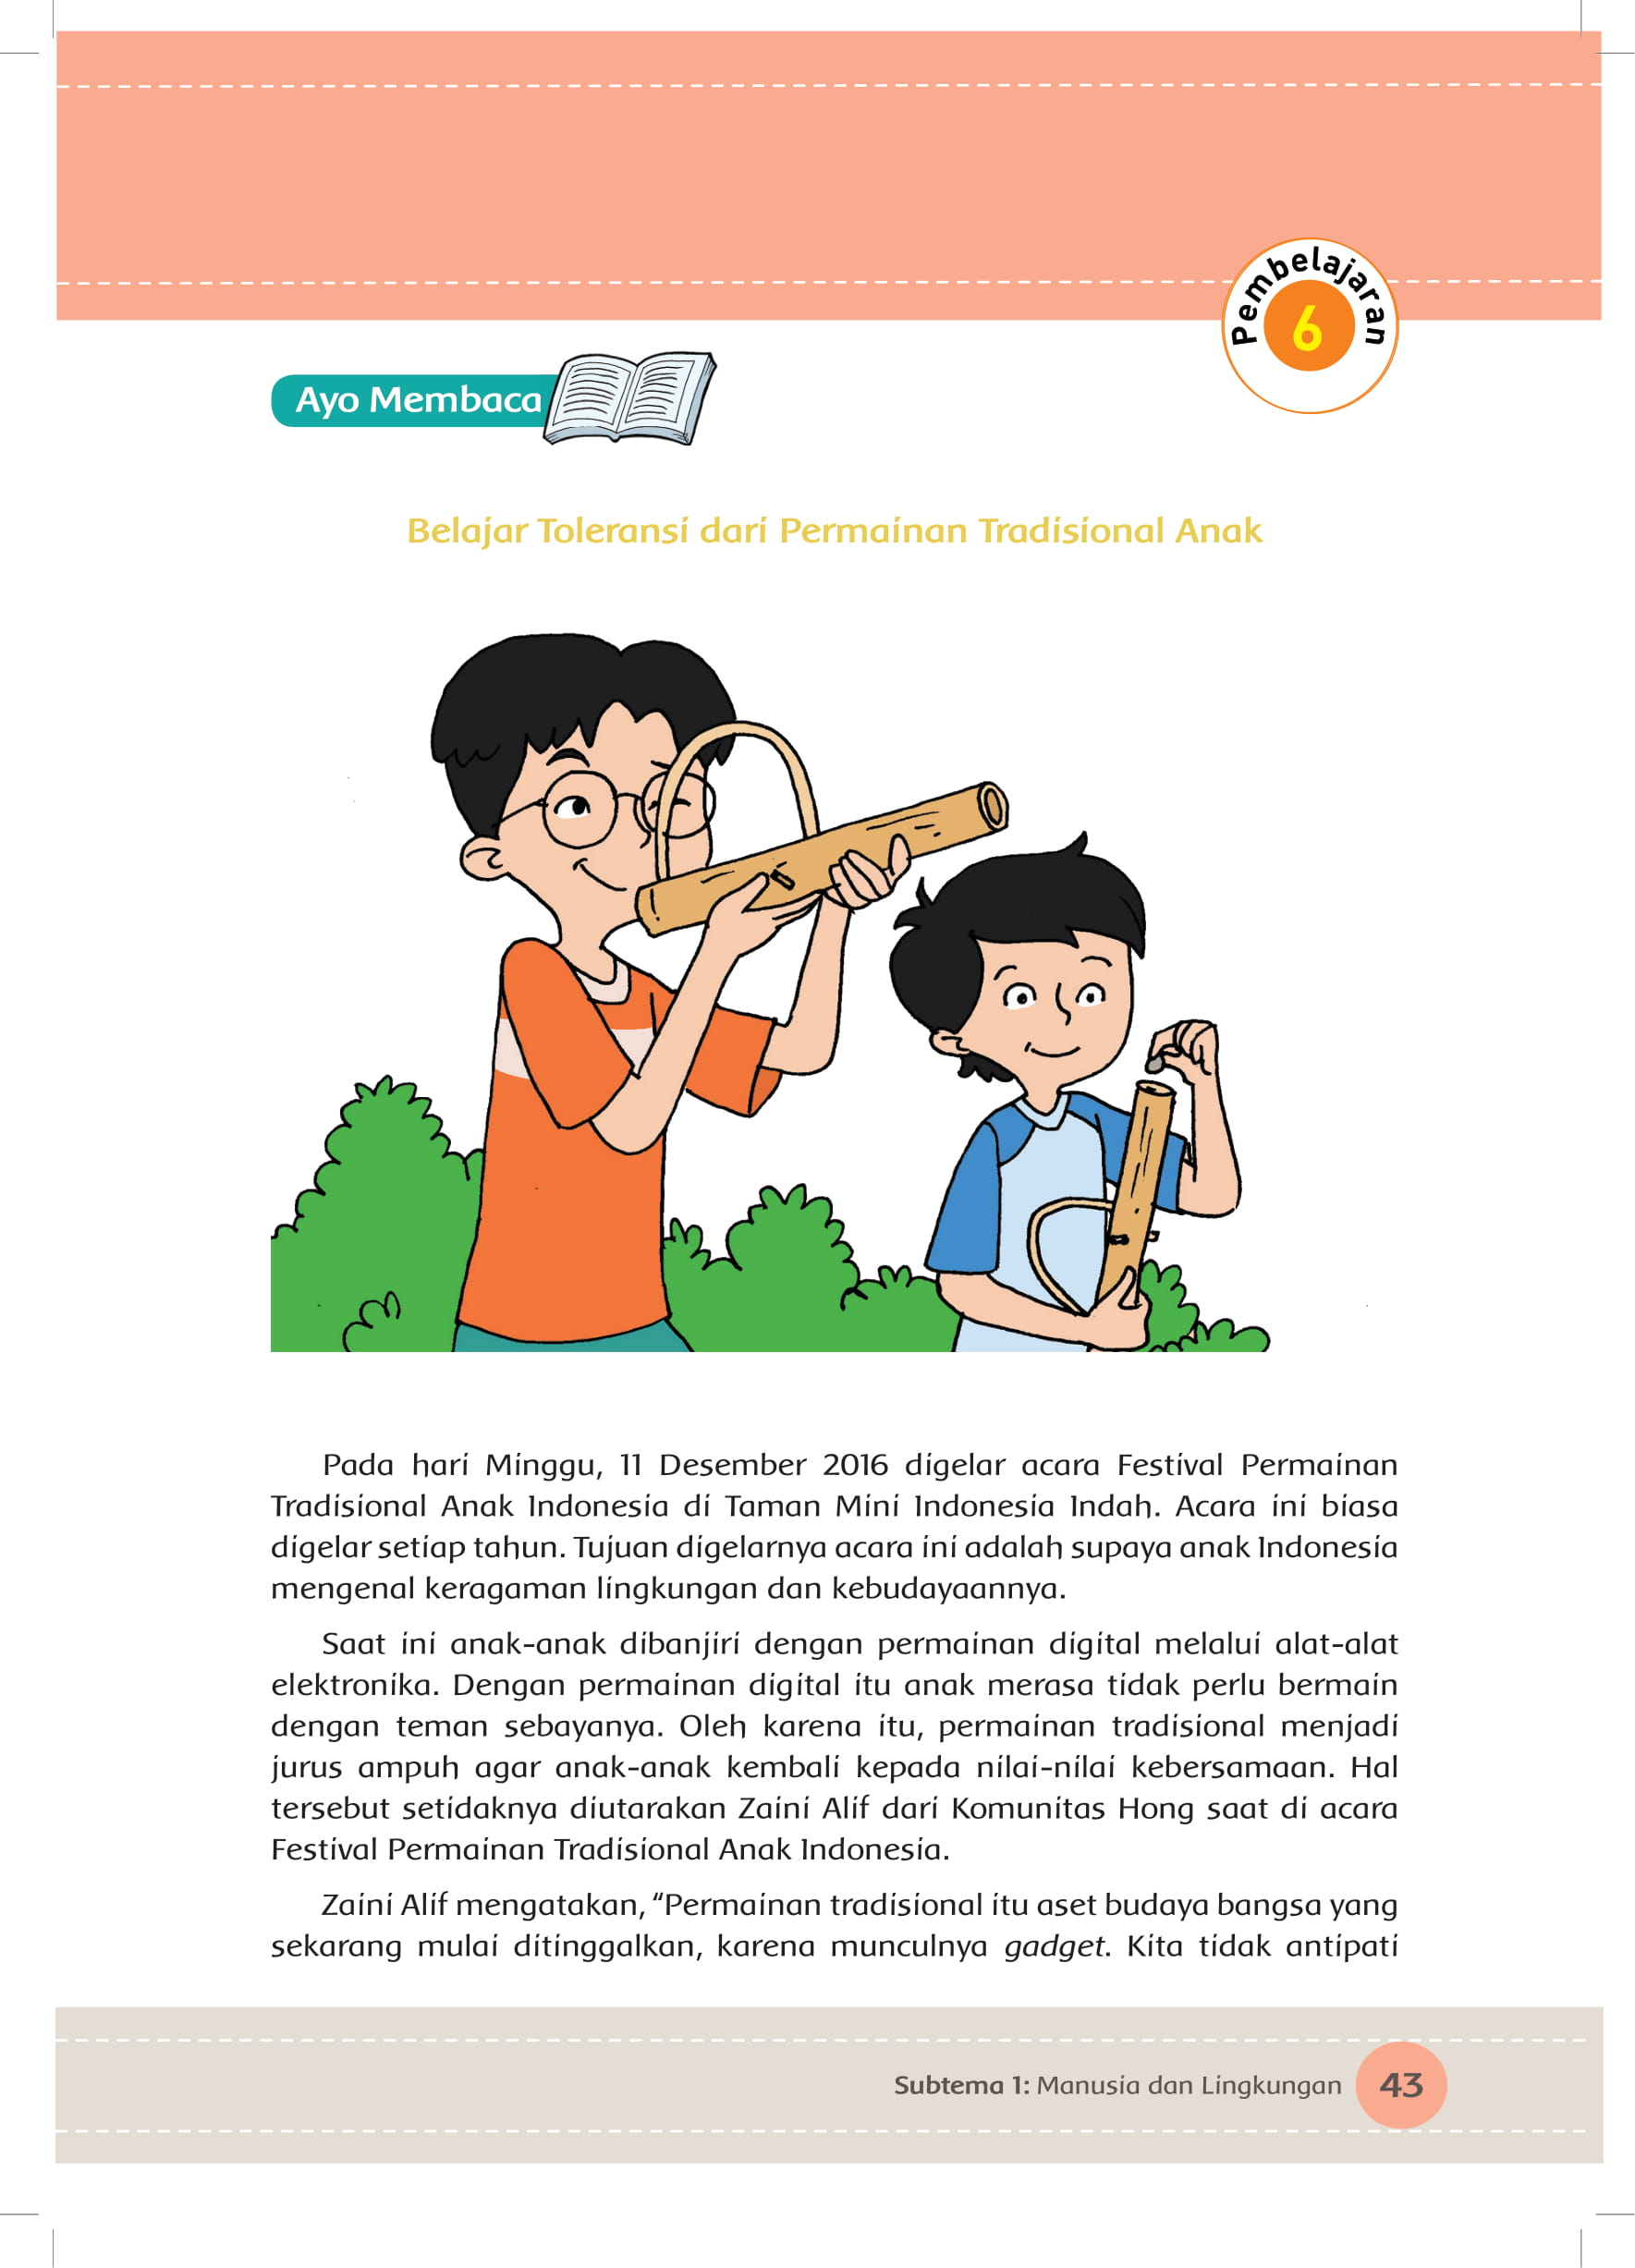 Pembelajaran
6
Ayo Membaca
Belajar Toleransi dari Permainan Tradisional Anak
Pada hari Minggu, 11 Desember 2016 digelar acara Festival Permainan
Tradisional Anak Indonesia di Taman Mini Indonesia Indah. Acara ini biasa
digelar setiap tahun. Tujuan digelarnya acara ini adalah supaya anak Indonesia
mengenal keragaman lingkungan dan kebudayaannya.
Saat ini anak-anak dibanjiri dengan permainan digital melalui alat-alat
elektronika. Dengan permainan digital itu anak merasa tidak perlu bermain
dengan teman sebayanya. Oleh karena itu, permainan tradisional menjadi
jurus ampuh agar anak-anak kembali kepada nilai-nilai kebersamaan. Hal
tersebut setidaknya diutarakan Zaini Alif dari Komunitas Hong saat di acara
Festival Permainan Tradisional Anak Indonesia.
Zaini Alif mengatakan, “Permainan tradisional itu aset budaya bangsa yang
sekarang mulai ditinggalkan, karena munculnya gadget. Kita tidak antipati
Subtema 1: Manusia dan Lingkungan
43